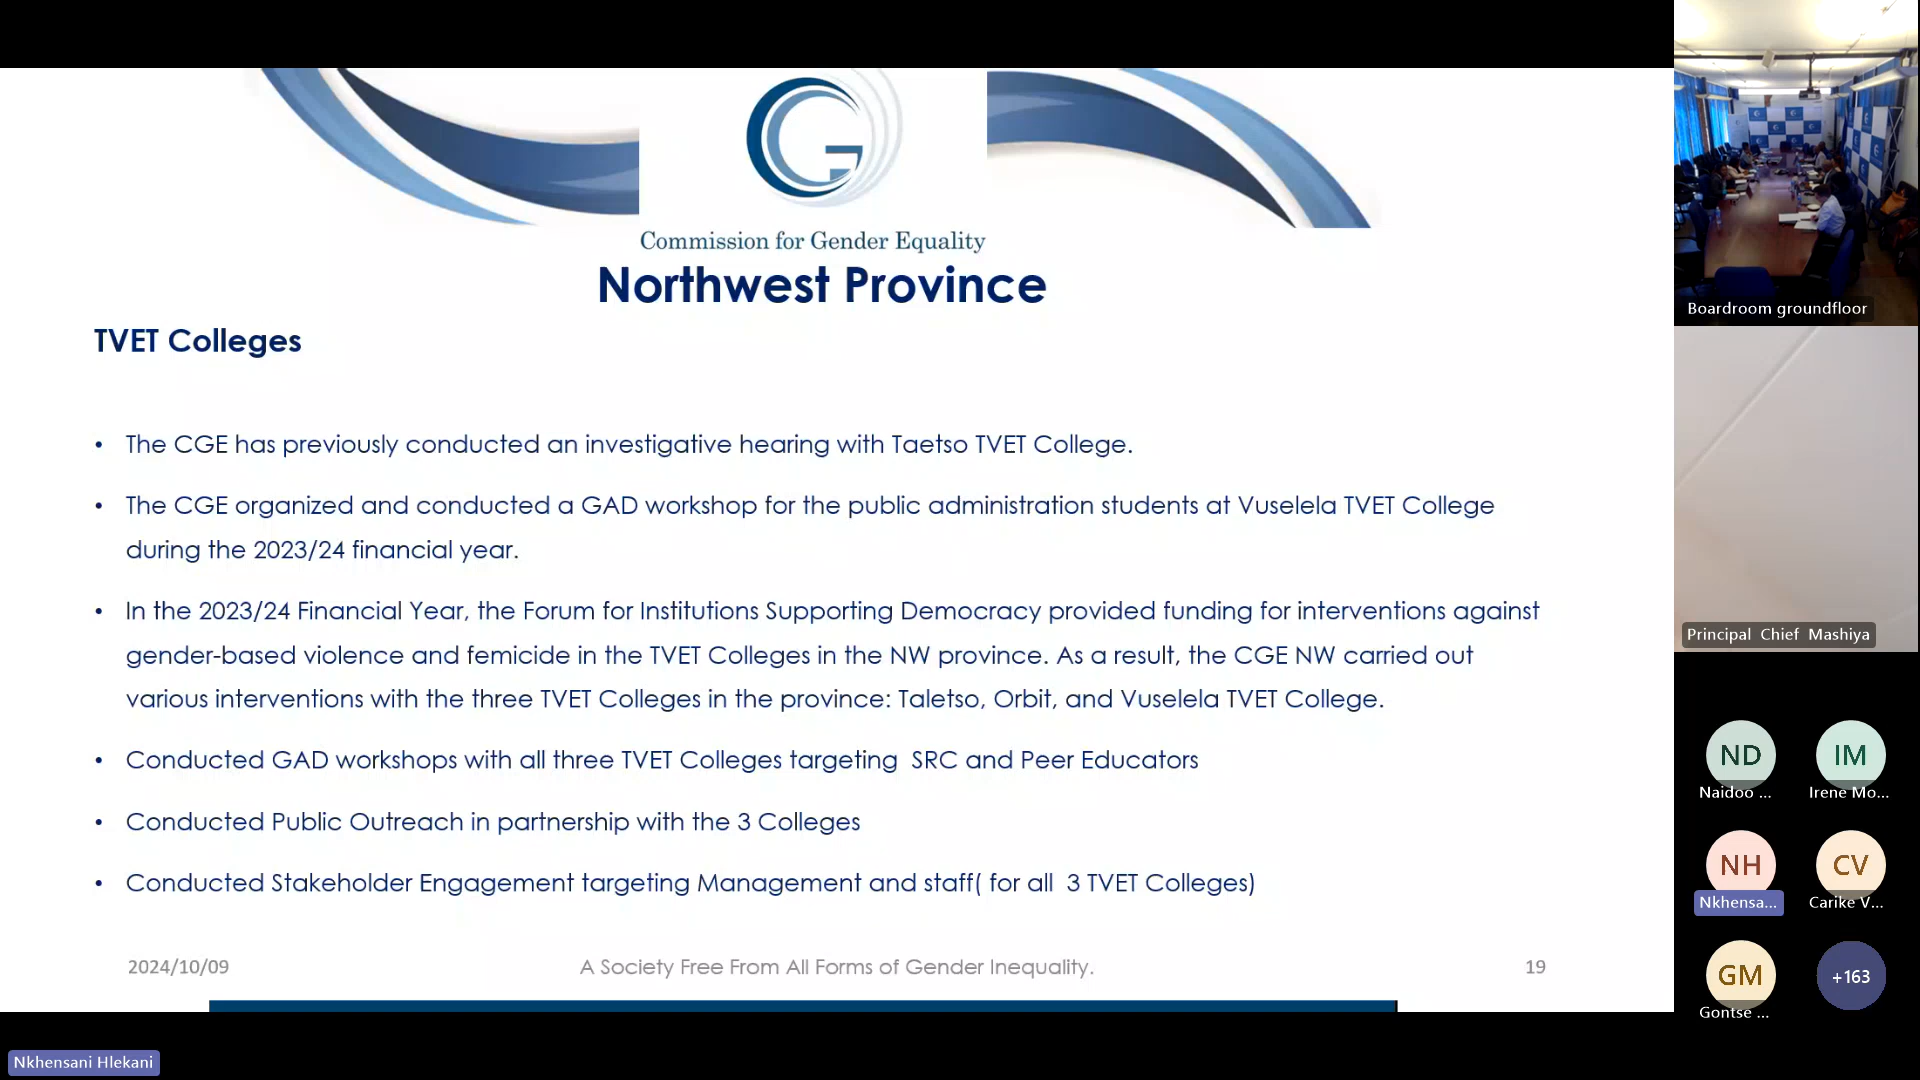 Commission for Gender Equality
Northwest Province
TVET Colleges
• The CGE has previously conducted an investigative hearing with Taetso TVET College.
• The CGE organized and conducted a GAD workshop for the public administration students at Vuselela TVET College
during the 2023/24 financial year.
• In the 2023/24 Financial Year, the Forum for Institutions Supporting Democracy provided funding for interventions against
gender-based violence and femicide in the TVET Colleges in the NW province. As a result, the CGE NW carried out
various interventions with the three TVET Colleges in the province: Taletso, Orbit, and Vuselela TVET College.
• Conducted GAD workshops with all three TVET Colleges targeting  SRC and Peer Educators
• Conducted Public Outreach in partnership with the 3 Colleges
• Conducted Stakeholder Engagement targeting Management and staff( for all  3 TVET Colleges)
2024/10/09
A Society Free From All Forms of Gender Inequality.
19
Nkhensani Hlekani
Boardroom groundfloor
Principal Chief Mashiya
ND
IM
Naidoo ...
Irene Mo...
NH
CV
Nkhensa...
Carike V...
GM
+163
Gontse ...